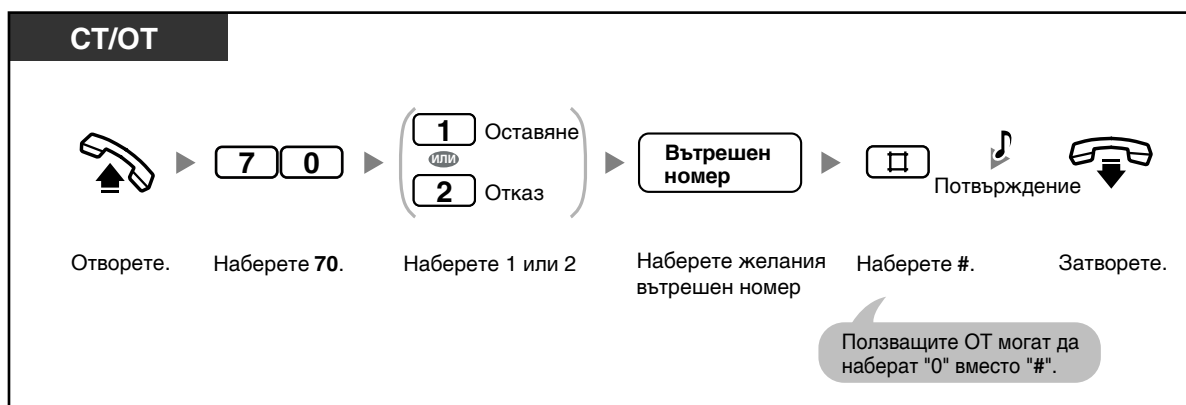 СТ/ОТ
7 0
1 Оставяне
или
2 Отказ
Вътрешен
номер
#
Потвърждение
Отворете.
Наберете 70.
Наберете 1 или 2
Наберете желания
вътрешен номер
Наберете #.
Затворете.
Ползващите ОТ могат да
наберат "0" вместо "#".